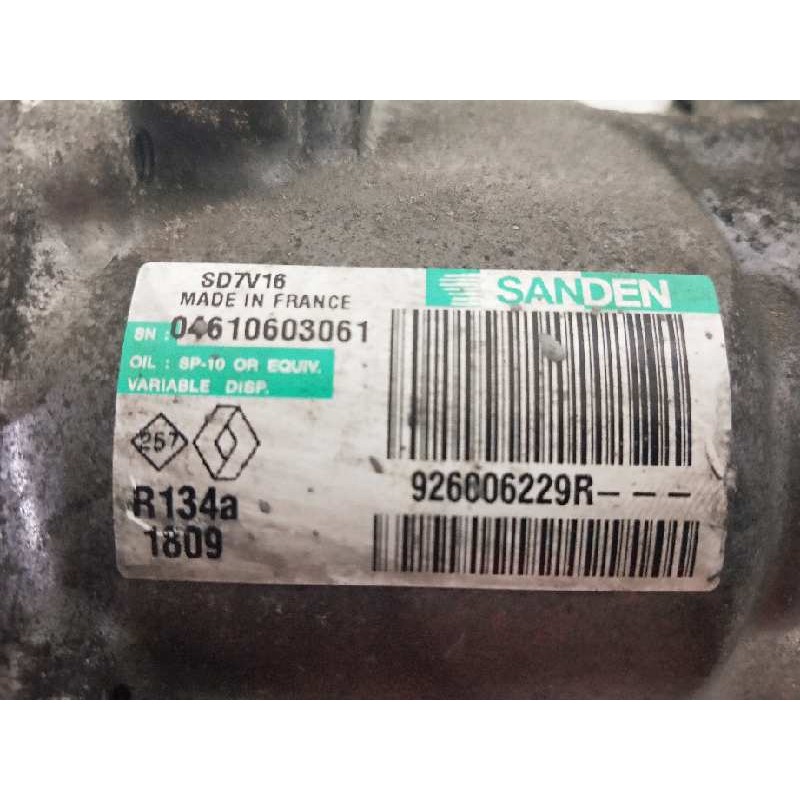 SD7V16
MADE IN FRANCE
SANDEN
SN : 04610603061
OIL : SP-10 OR EQUIV.
VARIABLE DISP.
257
926006229R---
R134a
1809